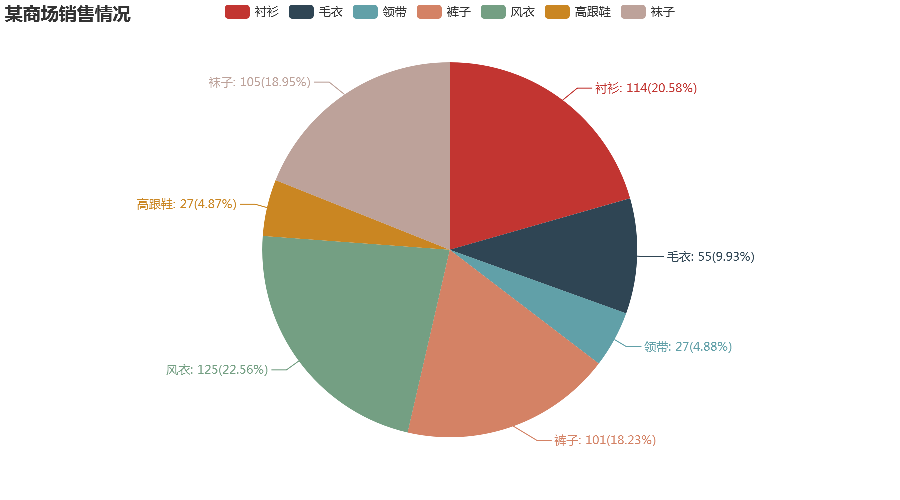 某商场销售情况
衬衫 毛衣 领带 裤子 风衣 高跟鞋 袜子
袜子: 105(18.95%)
衬衫: 114(20.58%)
高跟鞋: 27(4.87%)
毛衣: 55(9.93%)
领带: 27(4.88%)
风衣: 125(22.56%)
裤子: 101(18.23%)